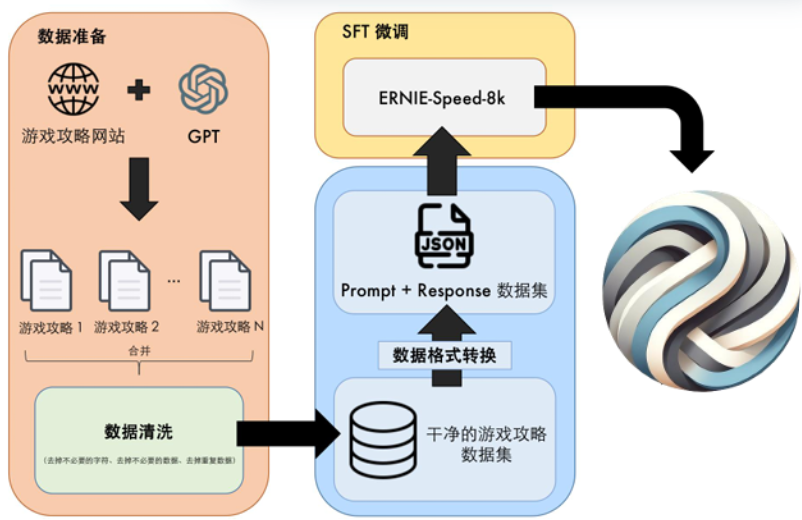 数据准备
WWW
游戏攻略网站
GPT
游戏攻略 1
游戏攻略 2
...
游戏攻略 N
合并
数据清洗
(去掉不必要的字符、去掉不必要的数据、去掉重复数据)
SFT 微调
ERNIE-Speed-8k
JSON
Prompt + Response 数据集
数据格式转换
干净的游戏攻略
数据集